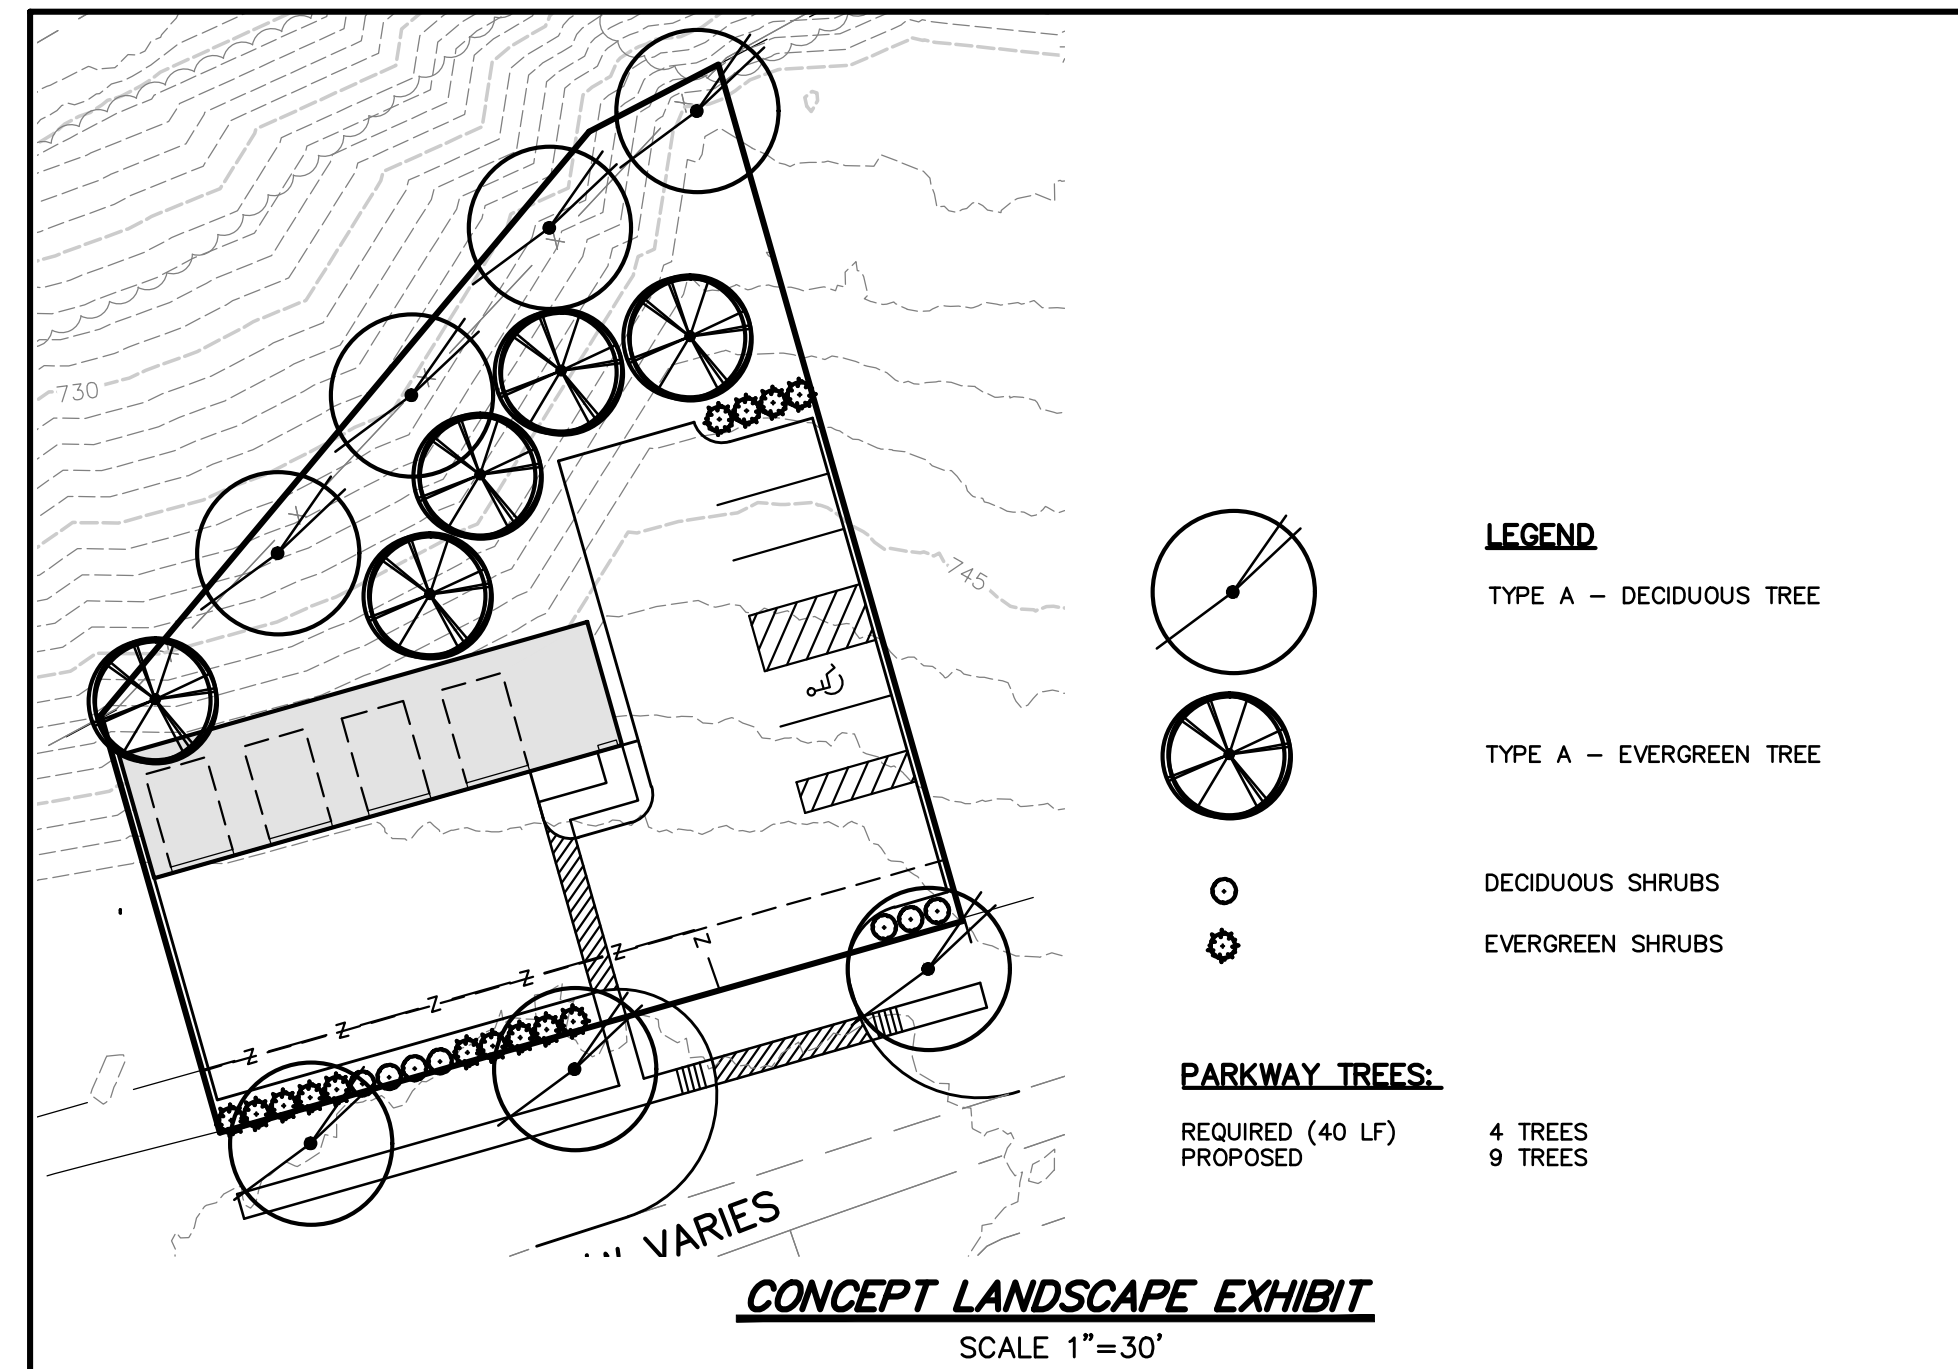 730
745
Z
Z
Z
Z
Z
Z
VARIES
LEGEND
TYPE A – DECIDUOUS TREE
TYPE A – EVERGREEN TREE
DECIDUOUS SHRUBS
EVERGREEN SHRUBS
PARKWAY TREES:
REQUIRED (40 LF) 4 TREES
PROPOSED 9 TREES
CONCEPT LANDSCAPE EXHIBIT
SCALE 1"=30'